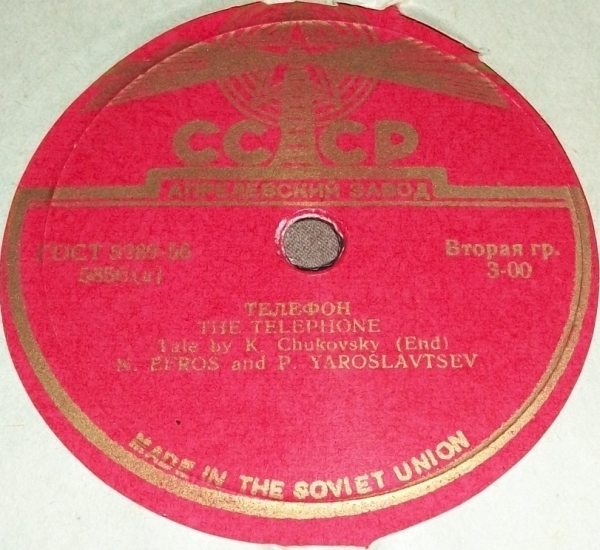 СССР
АПРЕЛЕВСКИЙ ЗАВОД
ГОСТ 5289-56
Вторая гр.
3-00
ТЕЛЕФОН
THE TELEPHONE
Tale by K. Chukovsky (End)
N. EFROS and P. YAROSLAVTSEV
MADE IN THE SOVIET UNION